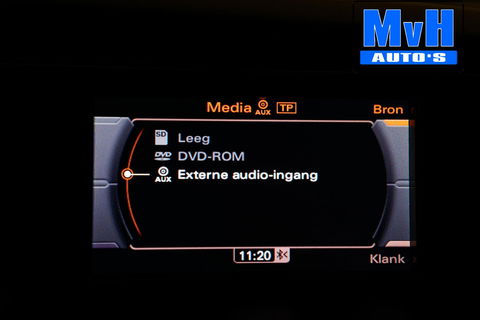 MvH
AUTO'S
Media AUX TP
Bron
SD Leeg
DVD DVD-ROM
AUX Externe audio-ingang
11:20
Klank